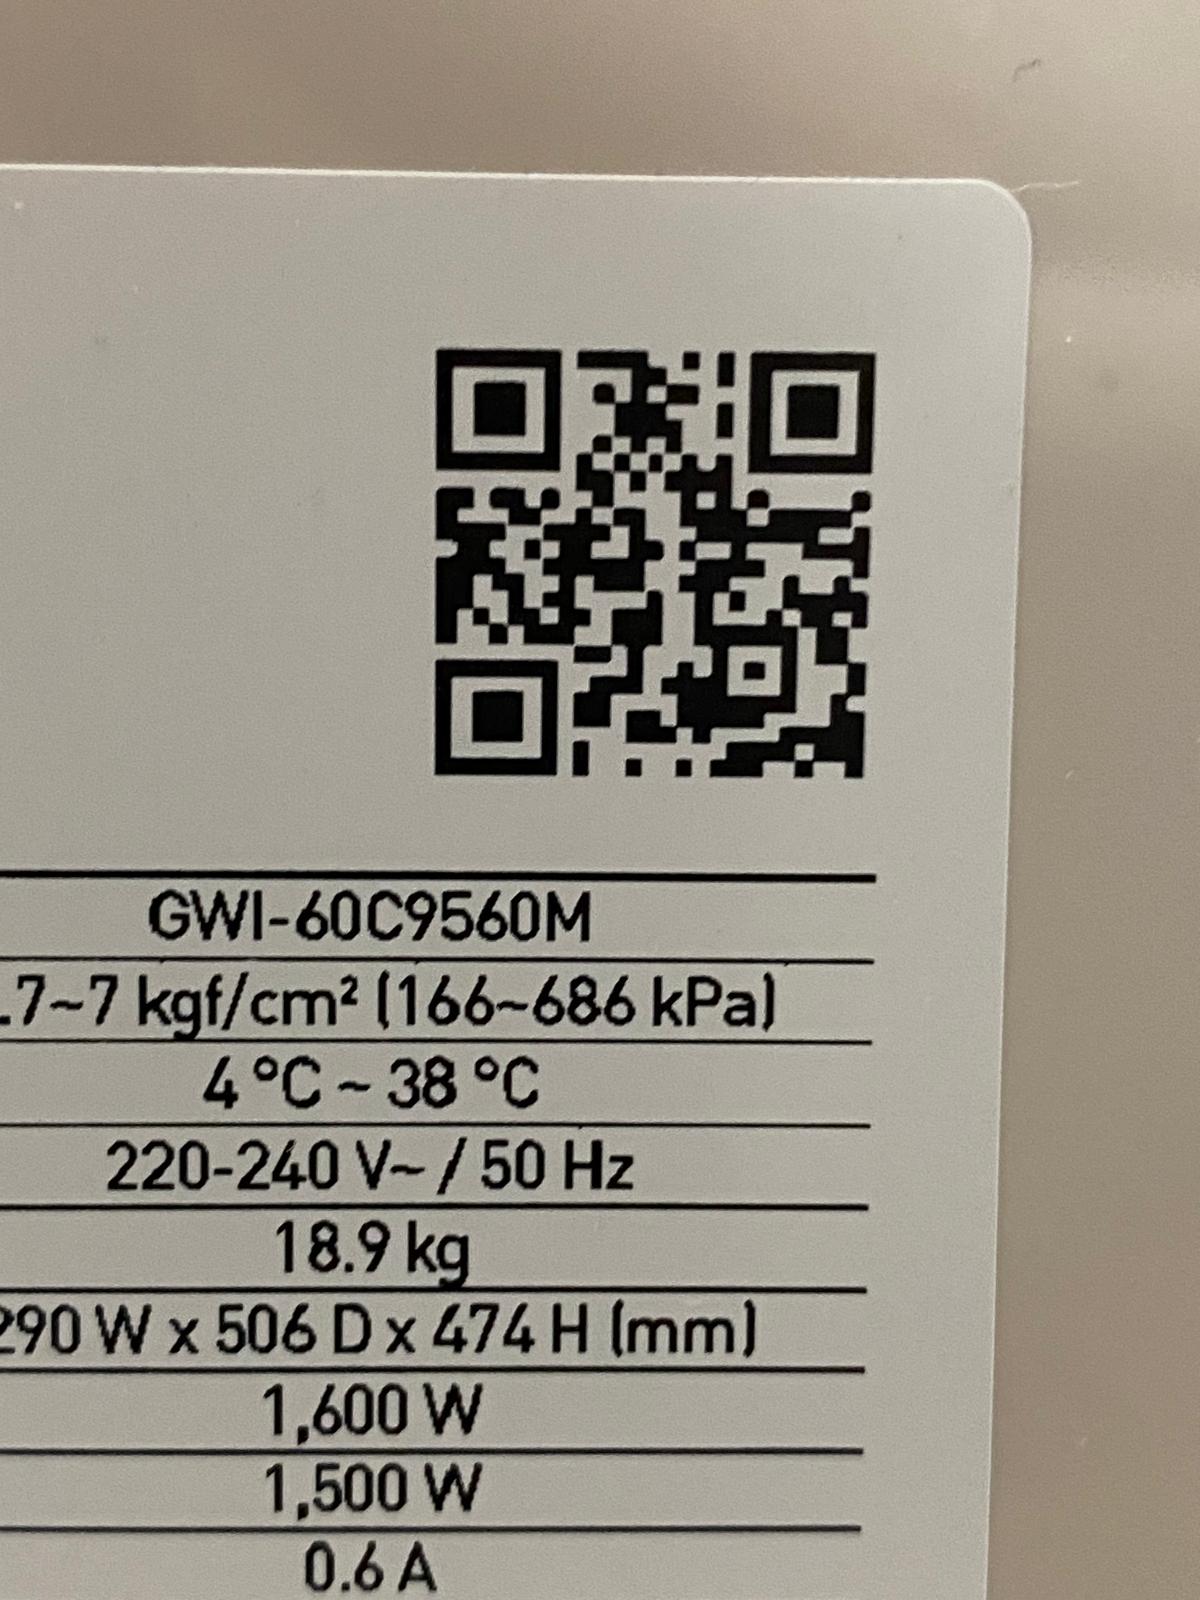 GWI-60C9560M
.7~7 kgf/cm² (166~686 kPa)
4 °C ~ 38 °C
220-240 V~ / 50 Hz
18.9 kg
290 W x 506 D x 474 H (mm)
1,600 W
1,500 W
0.6 A